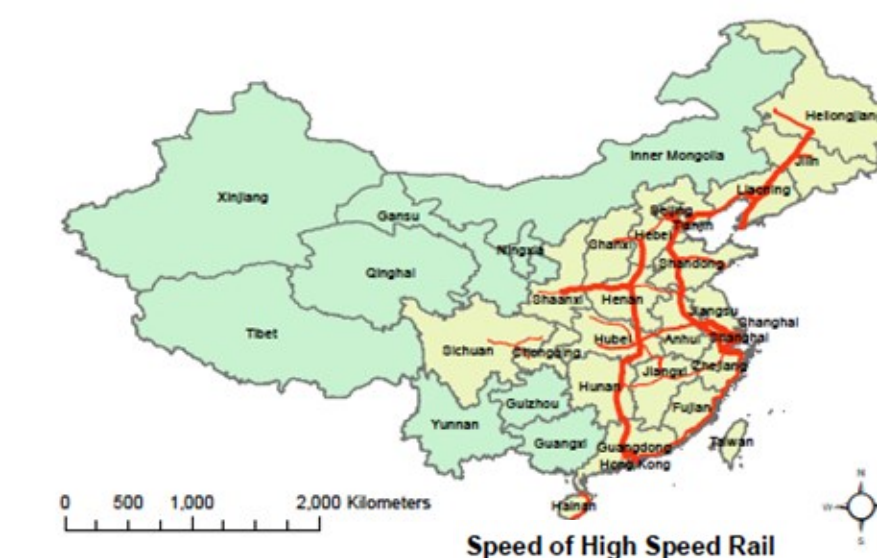 Heilongjiang
Jilin
Inner Mongolia
Liaoning
Xinjiang
Beijing
Gansu
Tianjin
Hebei
Shanxi
Ningxia
Shandong
Qinghai
Shaanxi
Henan
Jiangsu
Shanghai
Tibet
Hubei
Anhui
Shanghai
Sichuan
Chongqing
Zhejiang
Jiangxi
Hunan
Guizhou
Fujian
Yunnan
Guangxi
Guangdong
Taiwan
Hong Kong
Hainan
0 500 1,000 2,000 Kilometers
N
W
S
Speed of High Speed Rail